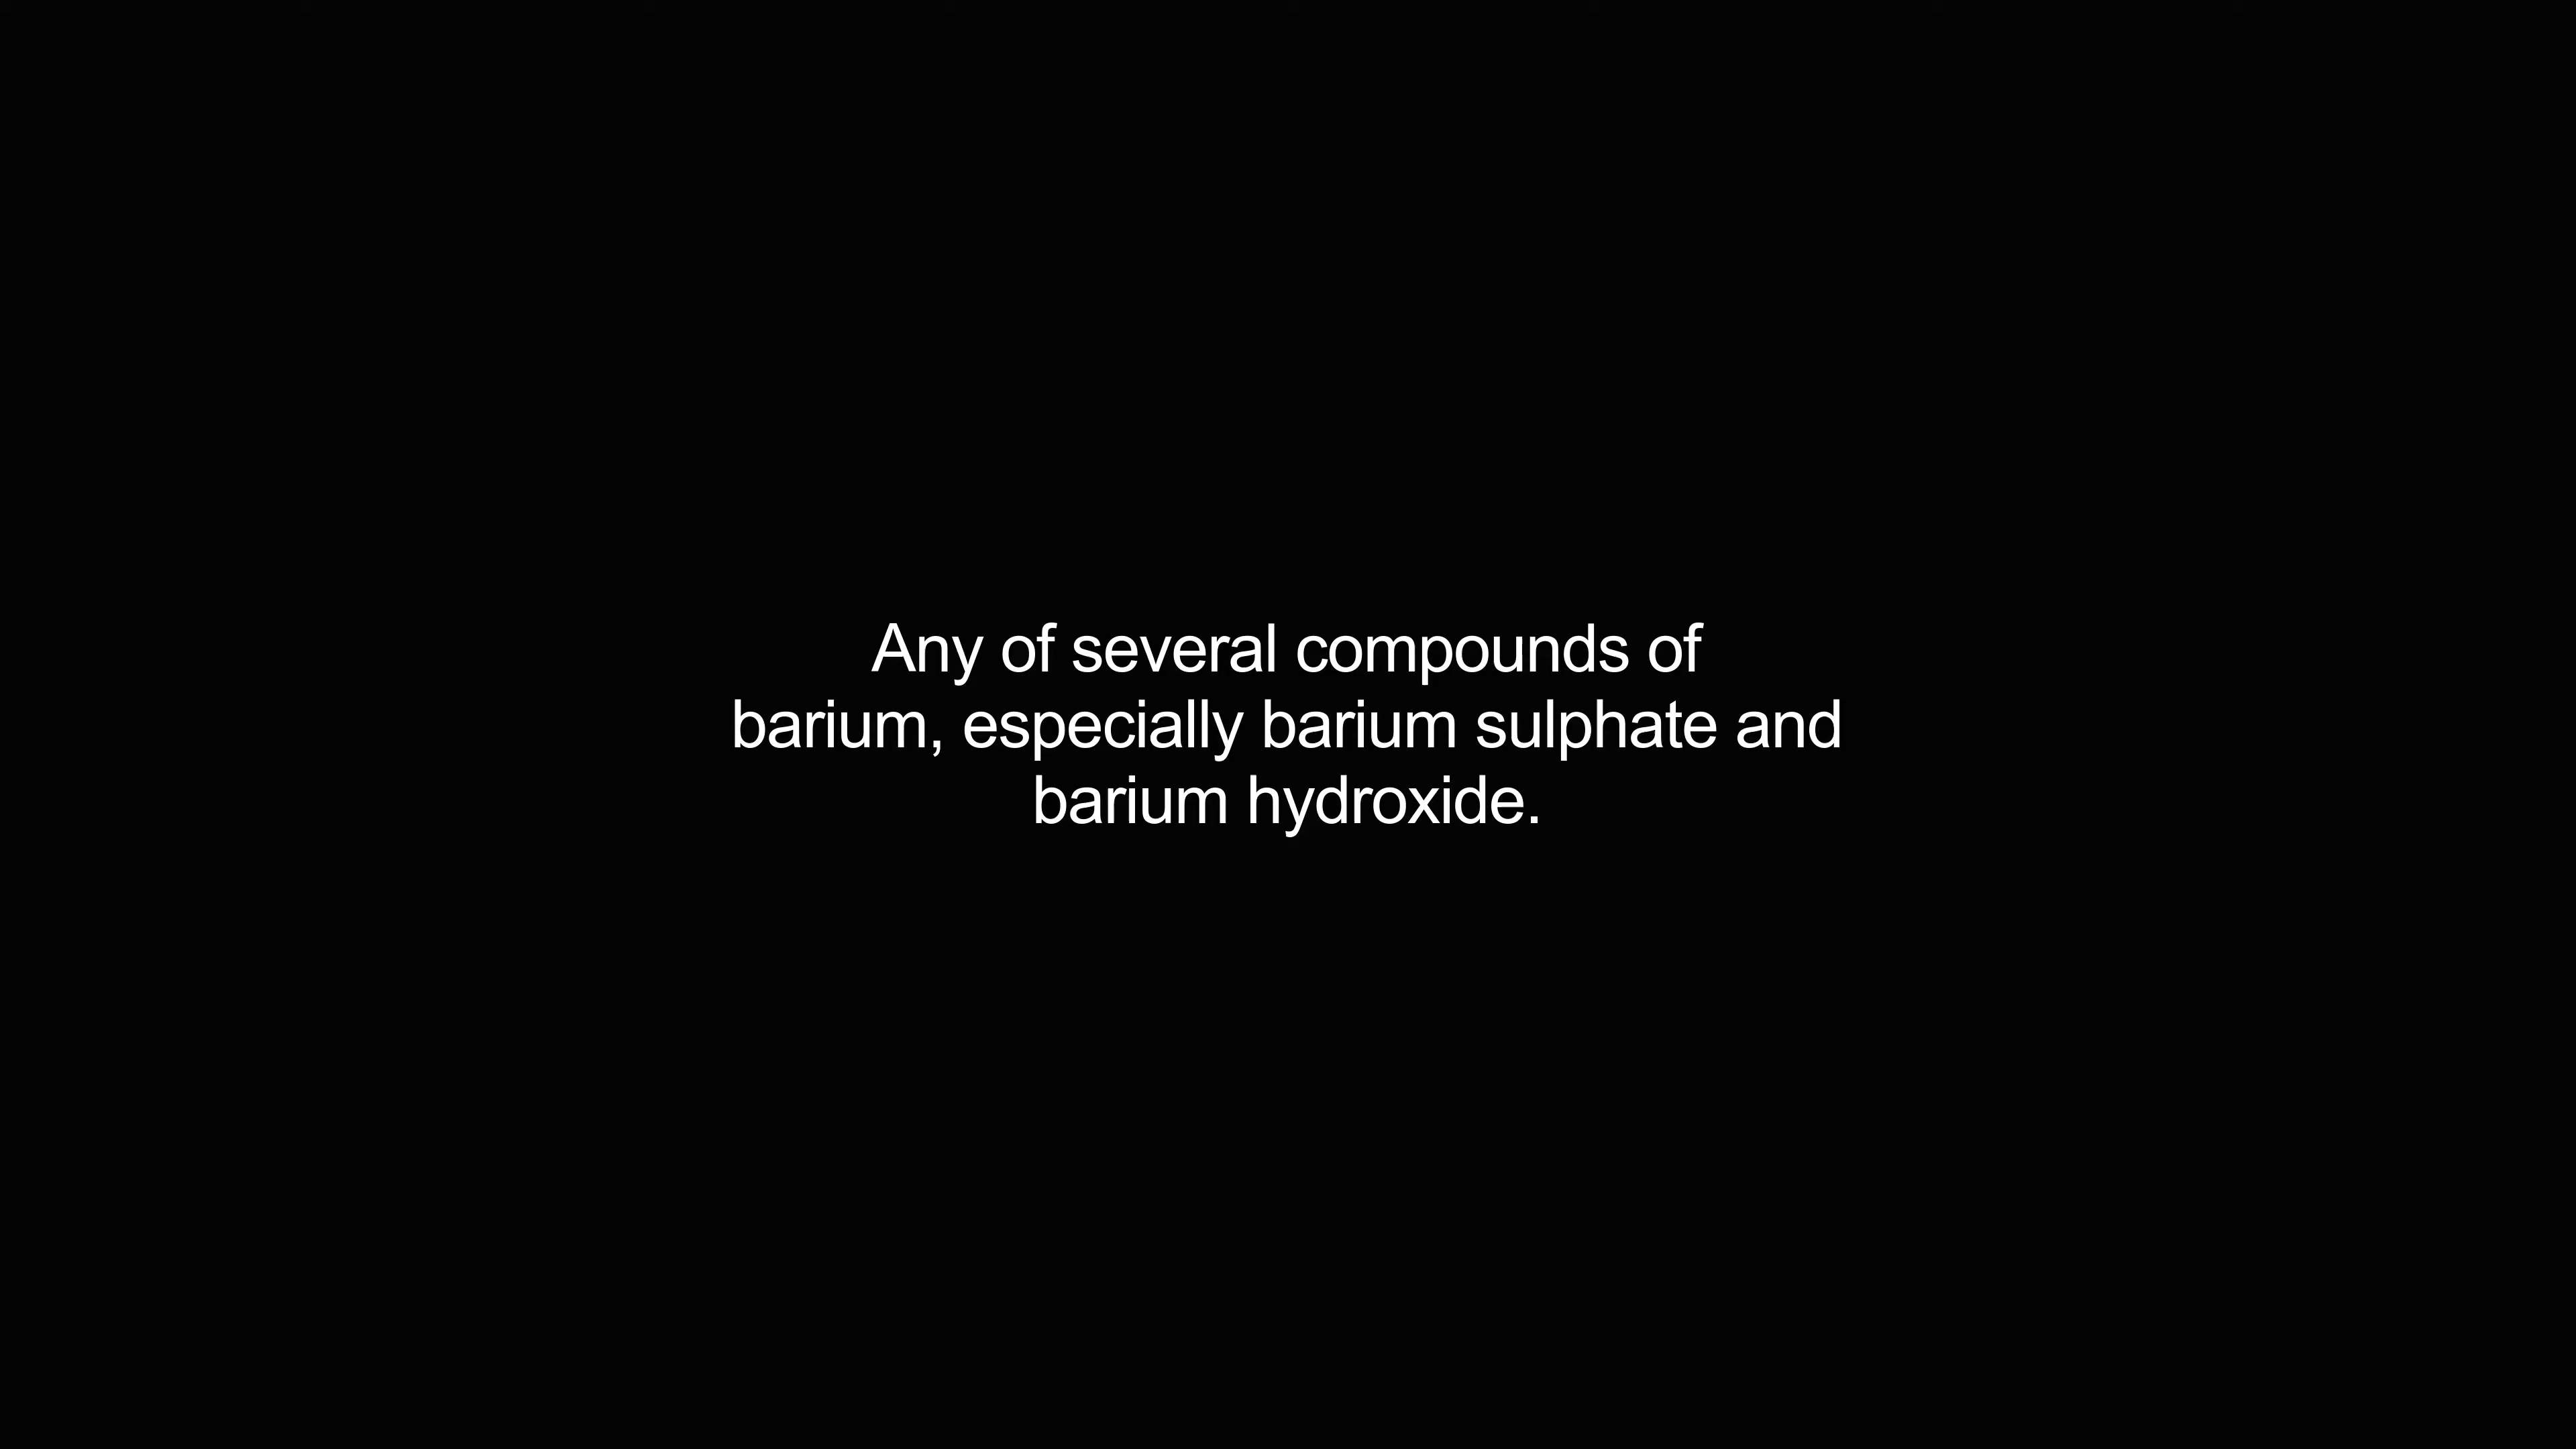 Any of several compounds of
barium, especially barium sulphate and
barium hydroxide.